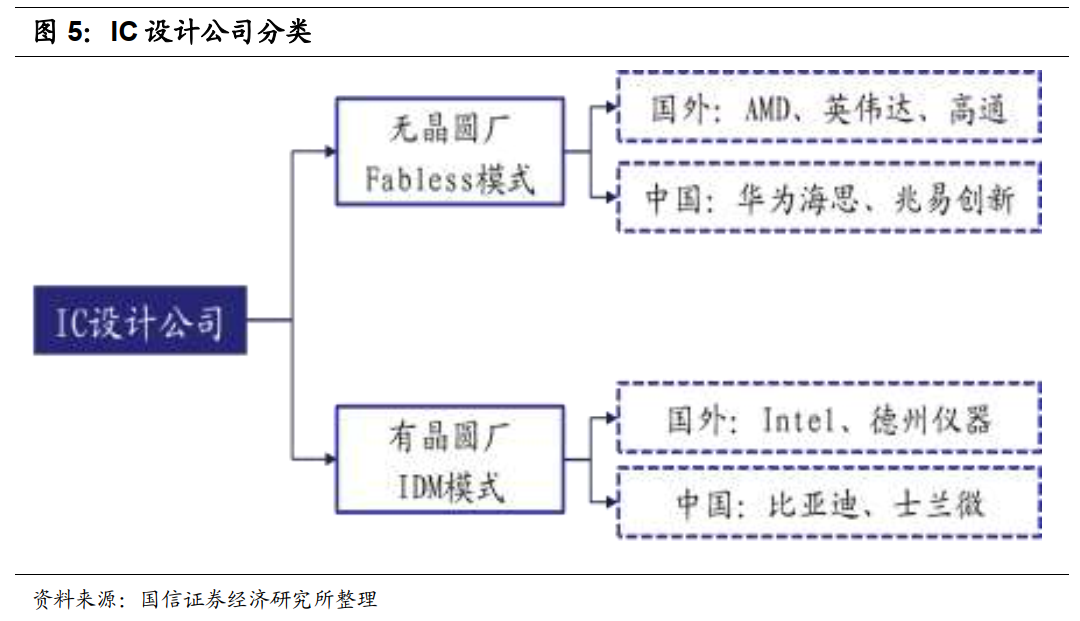 图 5：IC 设计公司分类
国外：AMD、英伟达、高通
无晶圆厂
Fabless模式
中国：华为海思、兆易创新
IC设计公司
国外：Intel、德州仪器
有晶圆厂
IDM模式
中国：比亚迪、士兰微
资料来源：国信证券经济研究所整理